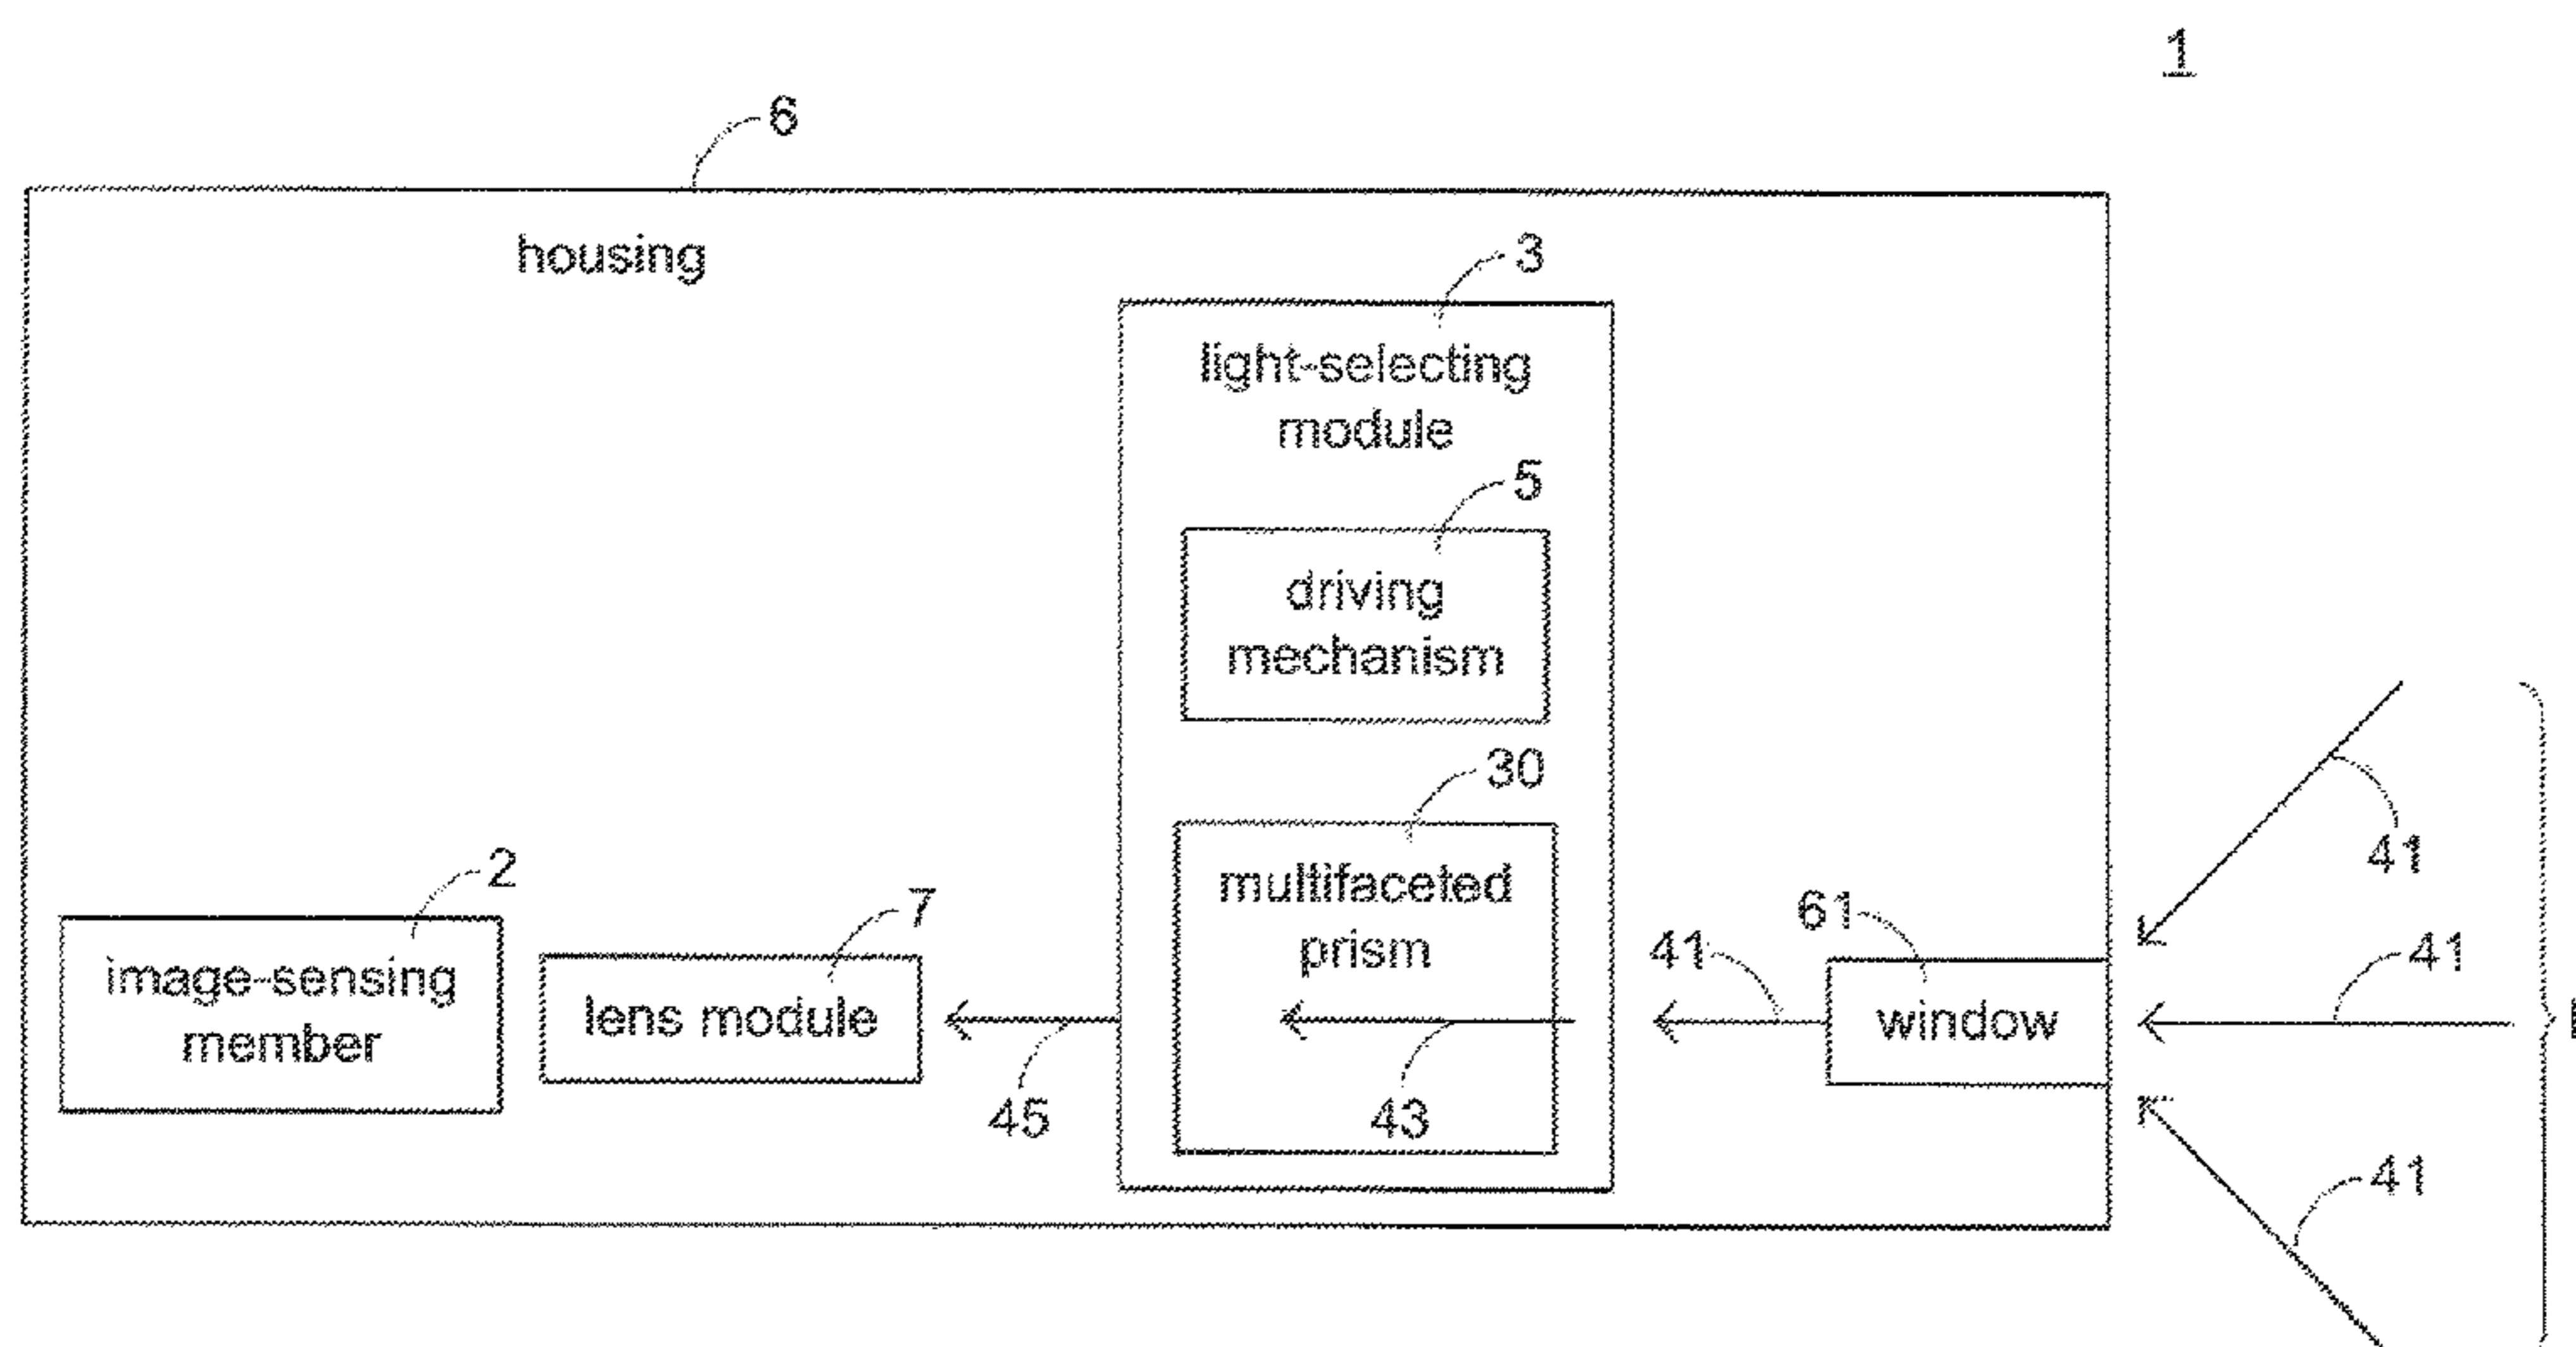 1
6
housing
3
light-selecting
module
5
driving
mechanism
30
multifaceted
prism
2
image-sensing
member
7
lens module
45
43
41
61
window
41
41
41